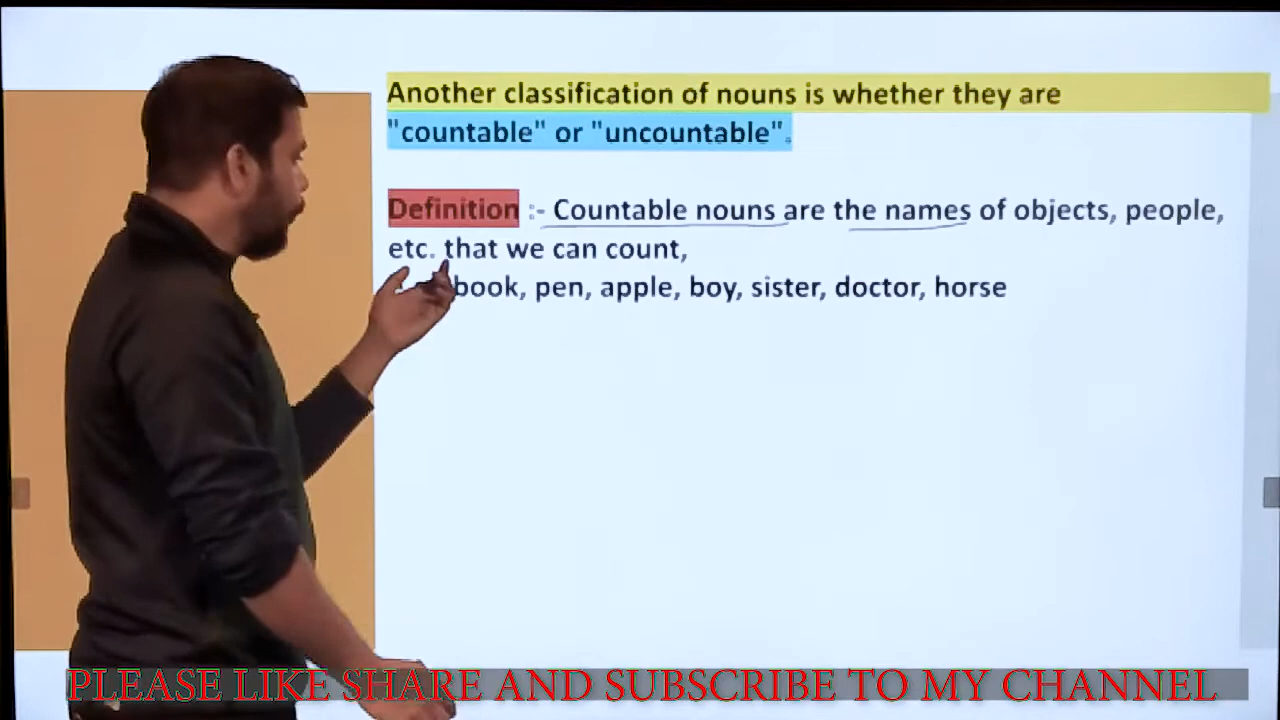 Another classification of nouns is whether they are
"countable" or "uncountable".
Definition :- Countable nouns are the names of objects, people,
etc. that we can count,
book, pen, apple, boy, sister, doctor, horse
PLEASE LIKE SHARE AND SUBSCRIBE TO MY CHANNEL